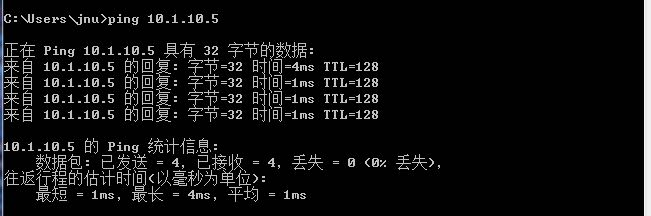 C:\Users\jnu>ping 10.1.10.5
正在 Ping 10.1.10.5 具有 32 字节的数据:
来自 10.1.10.5 的回复: 字节=32 时间=4ms TTL=128
来自 10.1.10.5 的回复: 字节=32 时间=1ms TTL=128
来自 10.1.10.5 的回复: 字节=32 时间=1ms TTL=128
来自 10.1.10.5 的回复: 字节=32 时间=1ms TTL=128
10.1.10.5 的 Ping 统计信息:
数据包: 已发送 = 4, 已接收 = 4, 丢失 = 0 (0% 丢失),
往返行程的估计时间(以毫秒为单位):
最短 = 1ms, 最长 = 4ms, 平均 = 1ms